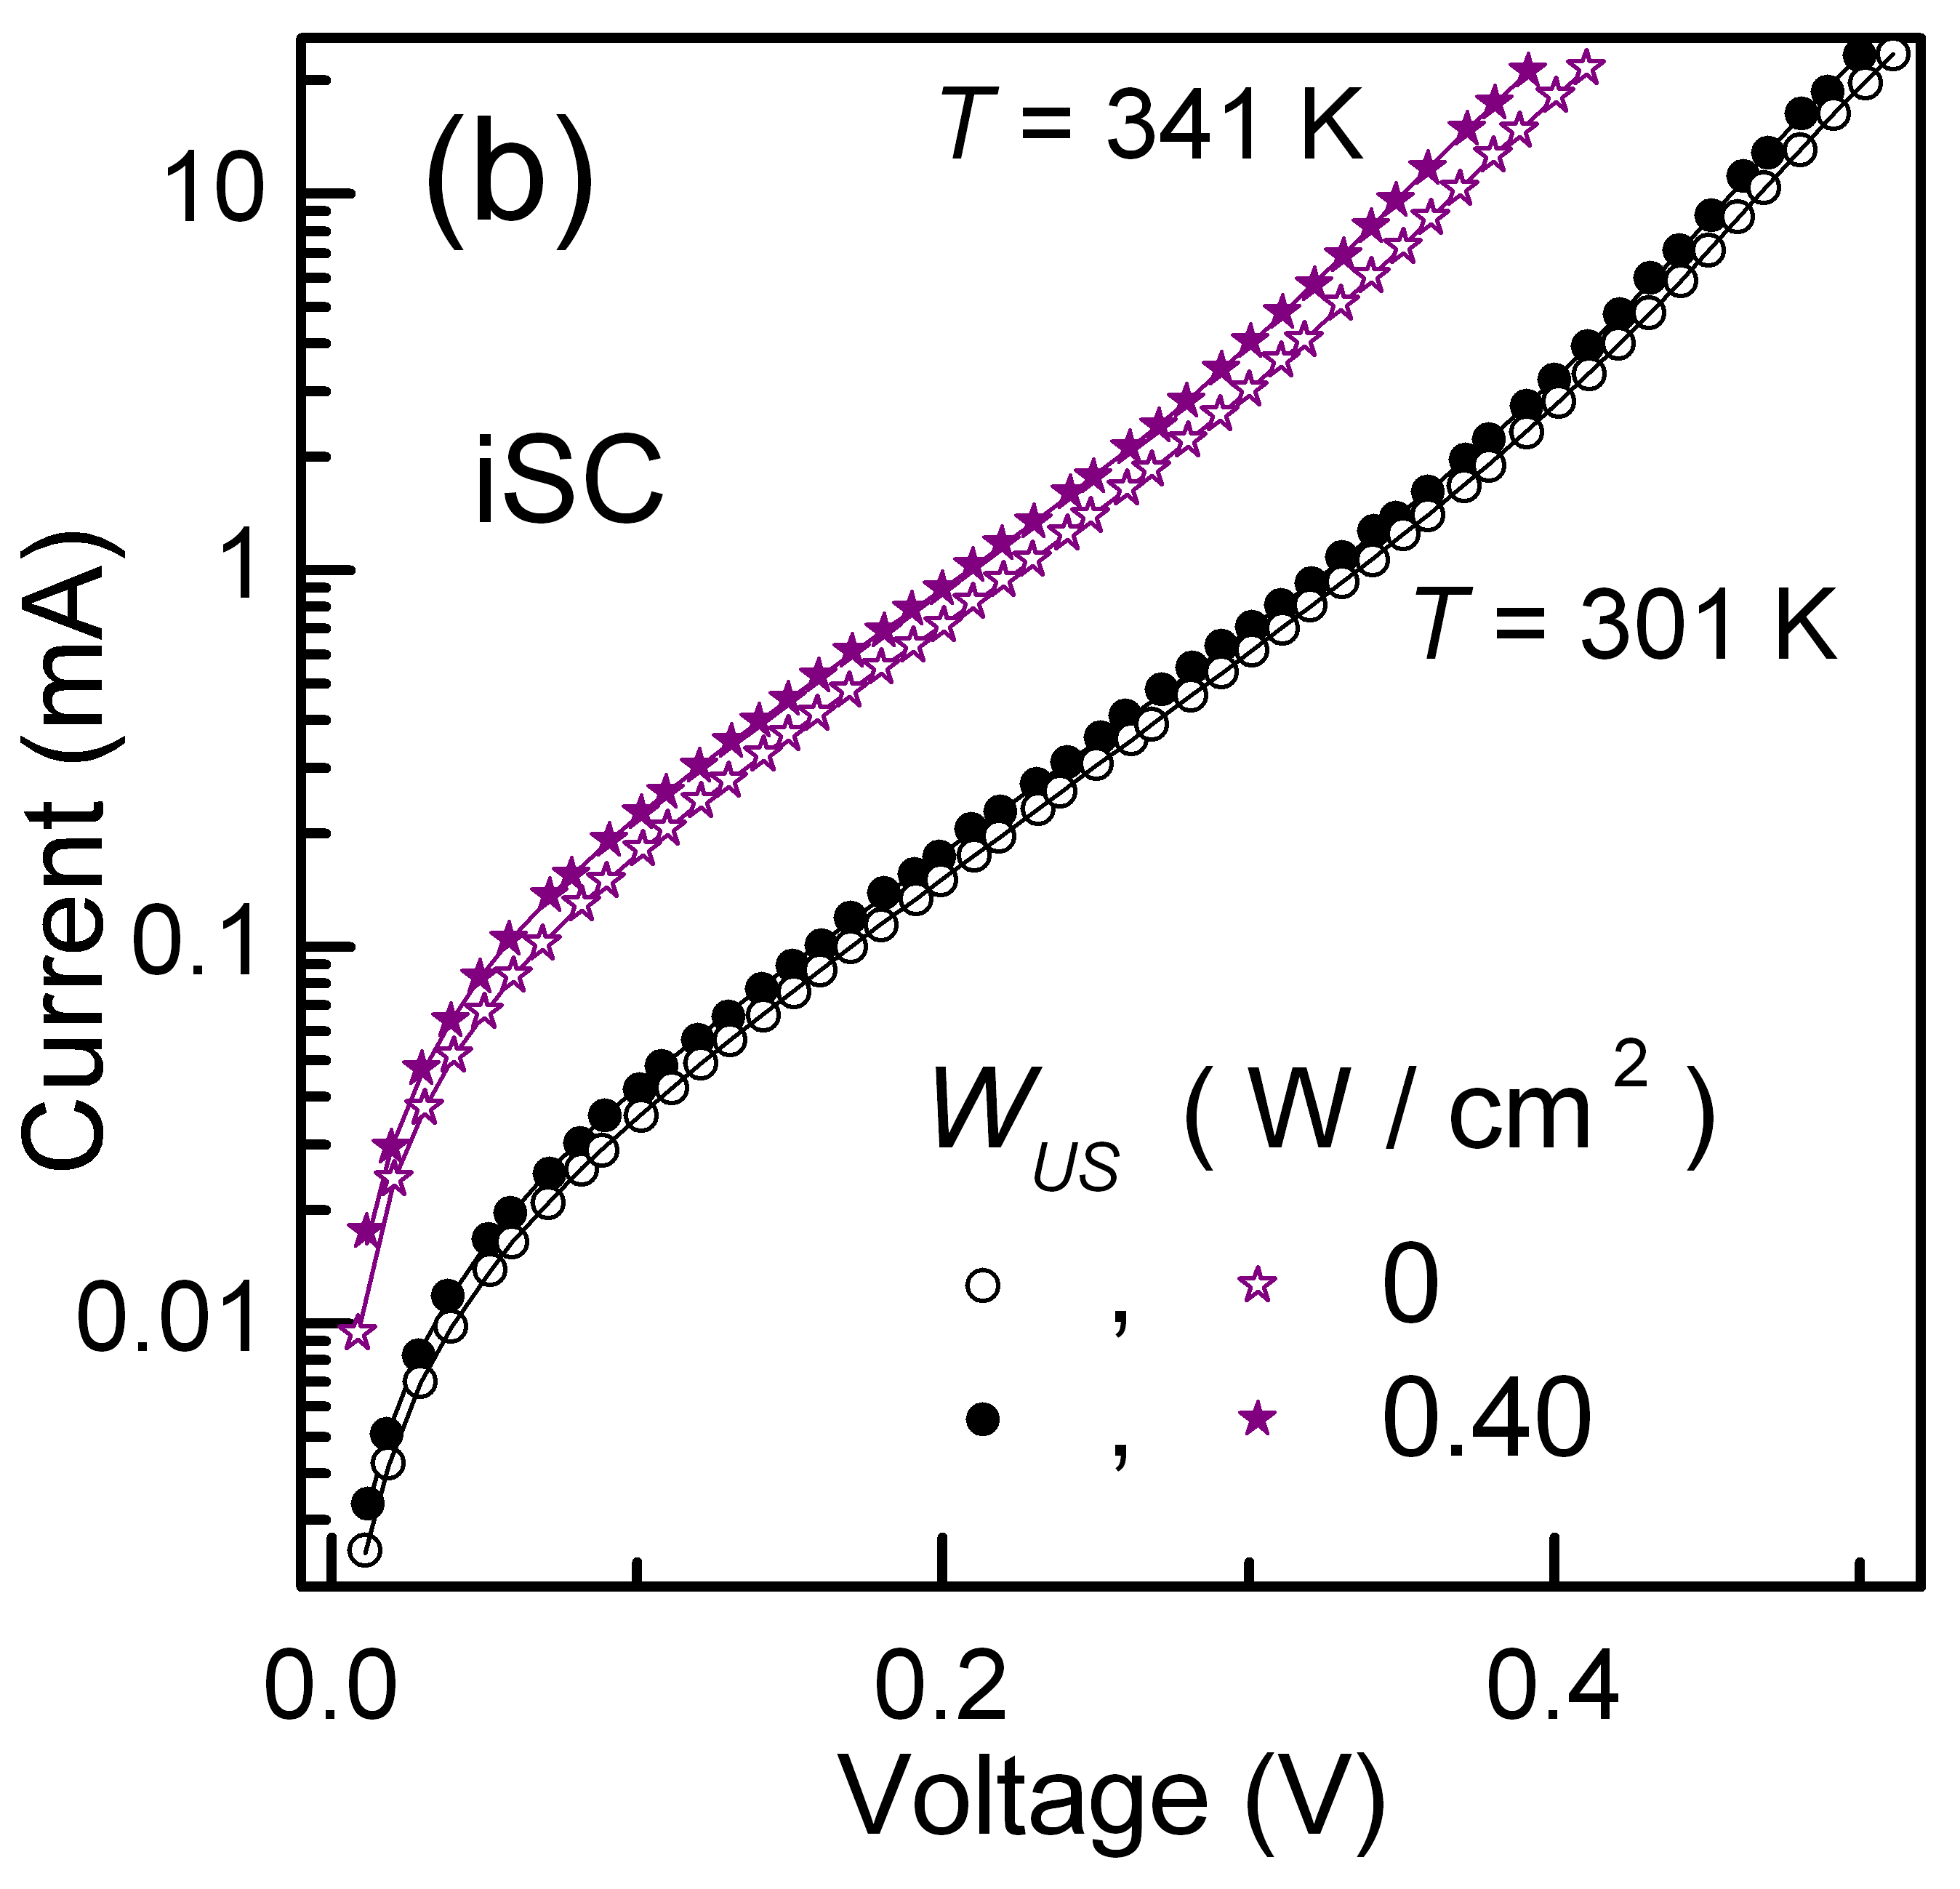 (b)
T = 341 K
iSC
T = 301 K
Current (mA)
10
1
0.1
0.01
W US ( W / cm 2 )
, 0
, 0.40
0.0 0.2 0.4
Voltage (V)